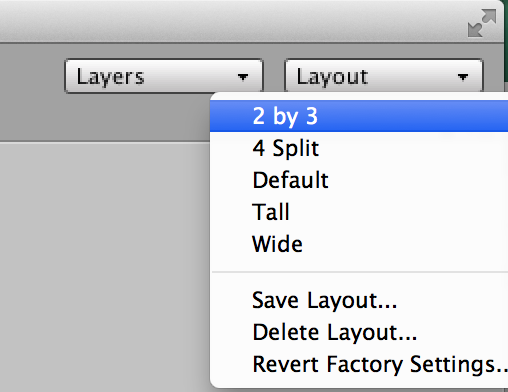 Layers
Layout
2 by 3
4 Split
Default
Tall
Wide
Save Layout...
Delete Layout...
Revert Factory Settings..